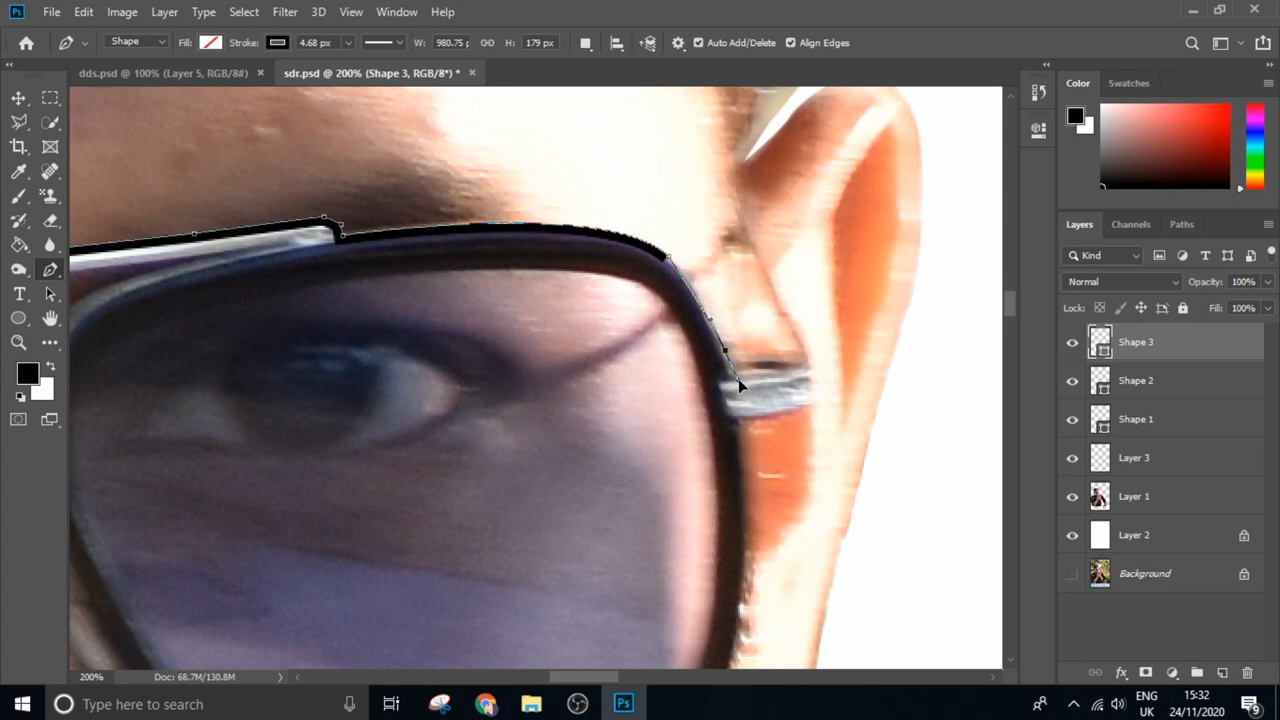 Ps File Edit Image Layer Type Select Filter 3D View Window Help
Shape Fill: Stroke: 4.68 px W: 980.75 p H: 179 px Auto Add/Delete Align Edges
dds.psd @ 100% (Layer 5, RGB/8#) × sdr.psd @ 200% (Shape 3, RGB/8*) * ×
Color Swatches
Layers Channels Paths
Kind
Normal Opacity: 100%
Lock: Fill: 100%
Shape 3
Shape 2
Shape 1
Layer 3
Layer 1
Layer 2
Background
200% Doc: 68.7M/130.8M
fx
Type here to search
Ps
ENG
UK
15:32
24/11/2020
9